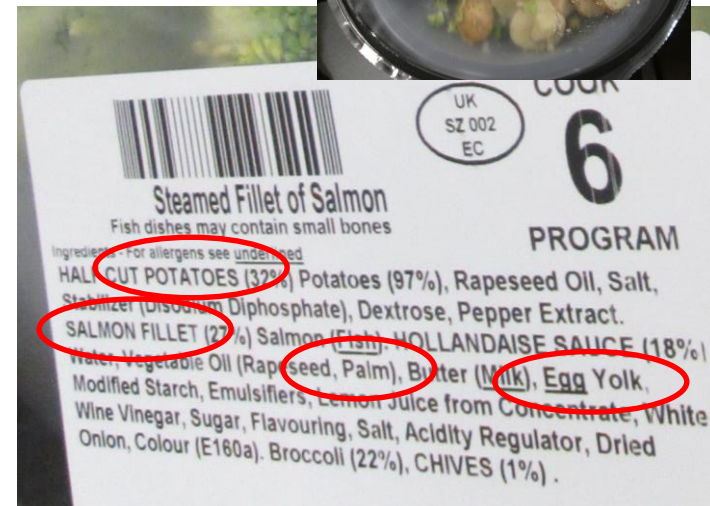 UK
SZ 002
EC
COOK
6
PROGRAM
Steamed Fillet of Salmon
Fish dishes may contain small bones
Ingredients - For allergens see underlined
HALF CUT POTATOES (32%) Potatoes (97%), Rapeseed Oil, Salt,
Stabilizer (Disodium Diphosphate), Dextrose, Pepper Extract.
SALMON FILLET (27%) Salmon (Fish). HOLLANDAISE SAUCE (18%)
Water, Vegetable Oil (Rapeseed, Palm), Butter (Milk), Egg Yolk,
Modified Starch, Emulsifiers, Lemon Juice from Concentrate, White
Wine Vinegar, Sugar, Flavouring, Salt, Acidity Regulator, Dried
Onion, Colour (E160a). Broccoli (22%), CHIVES (1%) .